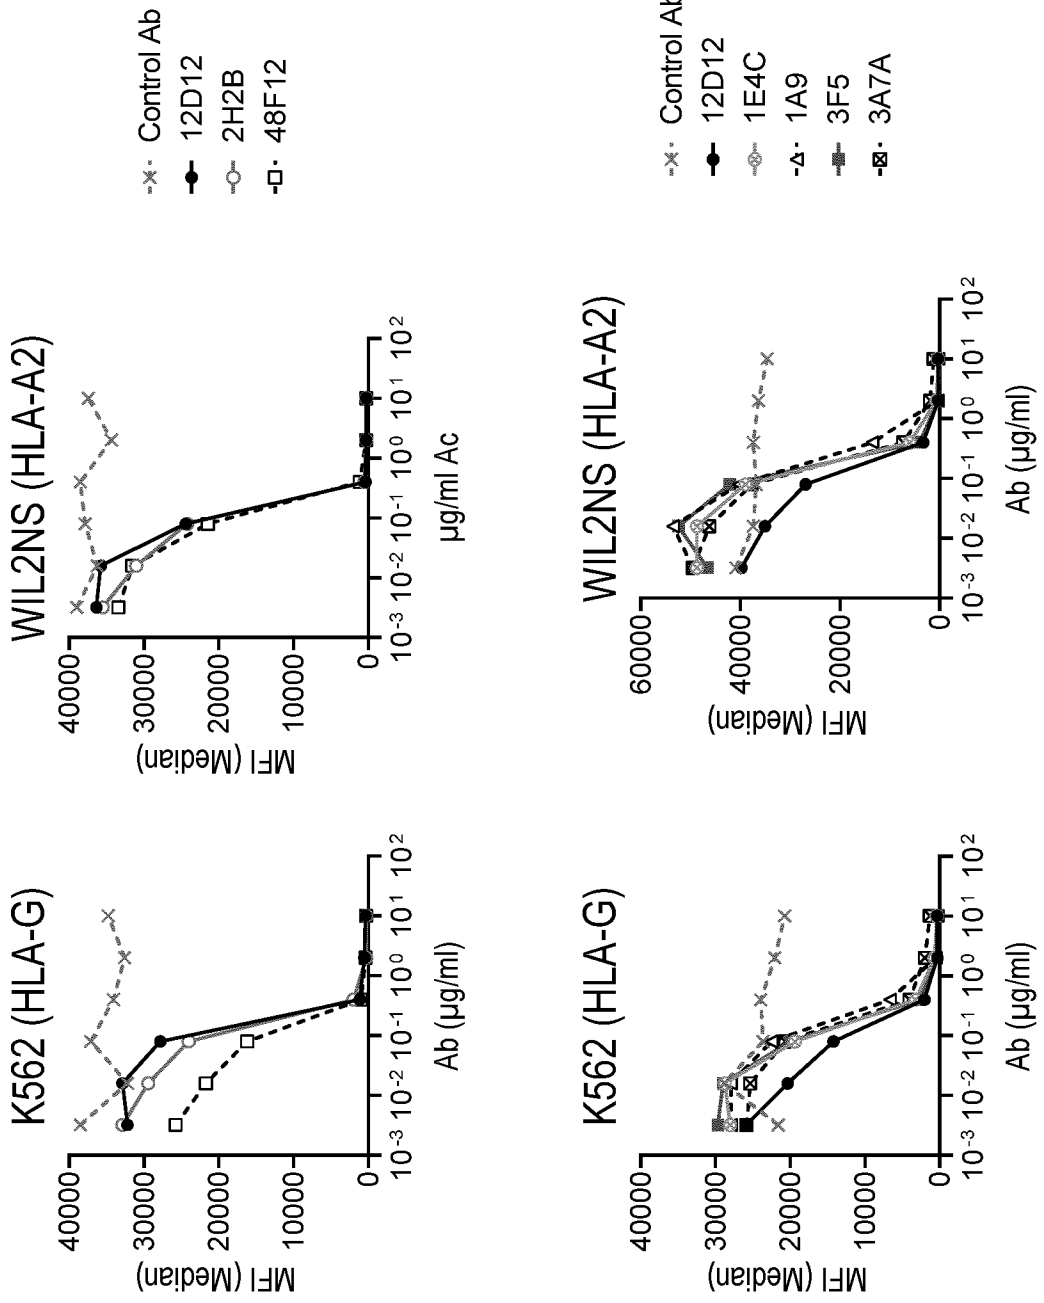 K562 (HLA-G)
MFI (Median)
40000
30000
20000
10000
0
10-3 10-2 10-1 100 101 102
Ab (µg/ml)
WIL2NS (HLA-A2)
MFI (Median)
40000
30000
20000
10000
0
10-3 10-2 10-1 100 101 102
µg/ml Ac
Control Ab
12D12
2H2B
48F12
K562 (HLA-G)
MFI (Median)
40000
30000
20000
10000
0
10-3 10-2 10-1 100 101 102
Ab (µg/ml)
WIL2NS (HLA-A2)
MFI (Median)
60000
40000
20000
0
10-3 10-2 10-1 100 101 102
Ab (µg/ml)
Control Ab
12D12
1E4C
1A9
3F5
3A7A